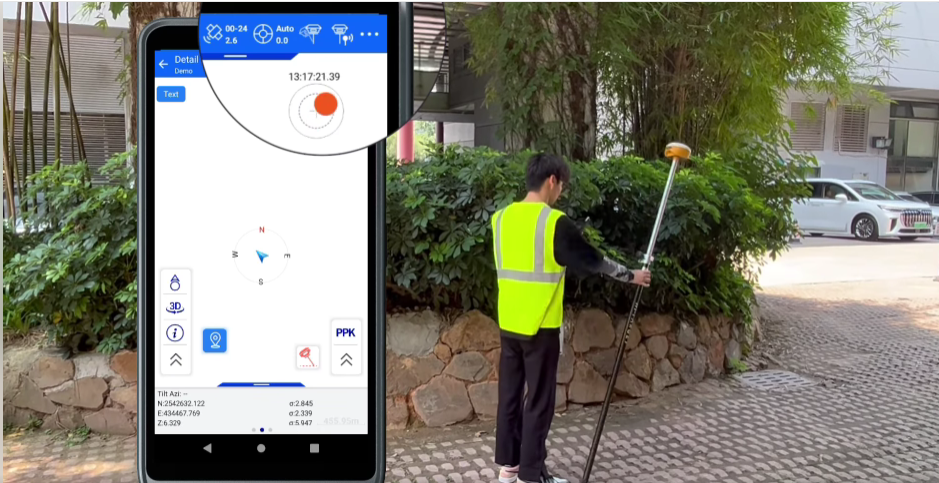 00-24
2.6
Auto
0.0
Detail
Demo
13:17:21.39
Text
N
W
E
S
3D
i
PPK
Tilt Azi: --
N:2542632.122
σ:2.845
E:434467.769
σ:2.339
Z:6.329
σ:5.947
455.93m